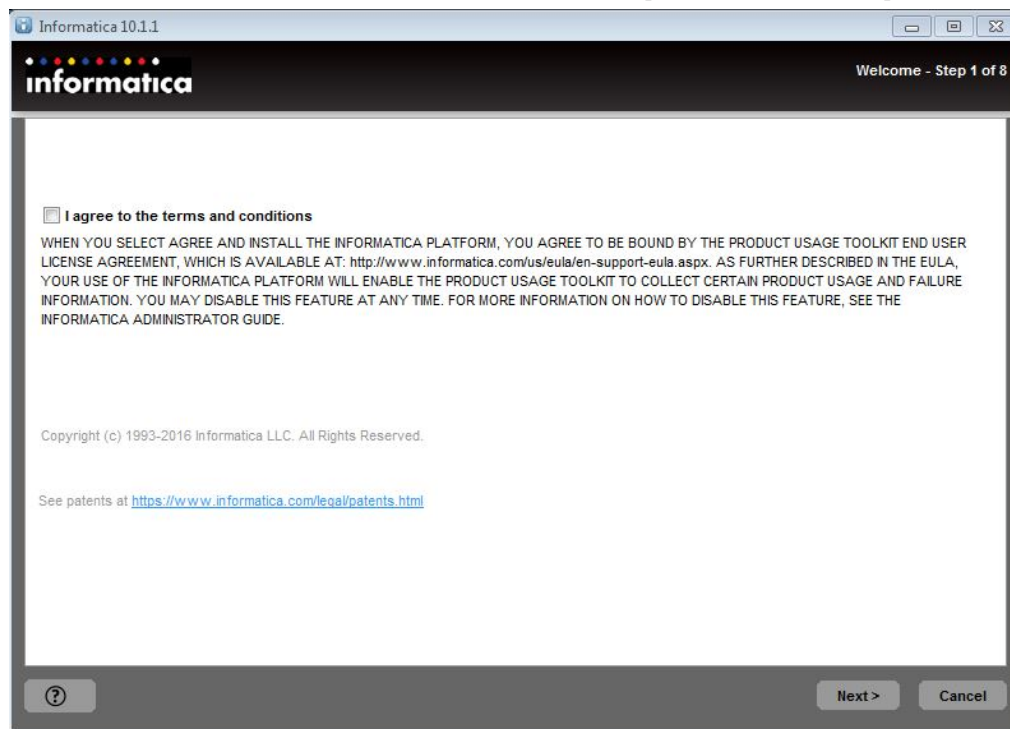 Informatica 10.1.1
informatica
Welcome - Step 1 of 8
I agree to the terms and conditions
WHEN YOU SELECT AGREE AND INSTALL THE INFORMATICA PLATFORM, YOU AGREE TO BE BOUND BY THE PRODUCT USAGE TOOLKIT END USER
LICENSE AGREEMENT, WHICH IS AVAILABLE AT: http://www.informatica.com/us/eula/en-support-eula.aspx. AS FURTHER DESCRIBED IN THE EULA,
YOUR USE OF THE INFORMATICA PLATFORM WILL ENABLE THE PRODUCT USAGE TOOLKIT TO COLLECT CERTAIN PRODUCT USAGE AND FAILURE
INFORMATION. YOU MAY DISABLE THIS FEATURE AT ANY TIME. FOR MORE INFORMATION ON HOW TO DISABLE THIS FEATURE, SEE THE
INFORMATICA ADMINISTRATOR GUIDE.
Copyright (c) 1993-2016 Informatica LLC. All Rights Reserved.
See patents at https://www.informatica.com/legal/patents.html
?
Next >
Cancel